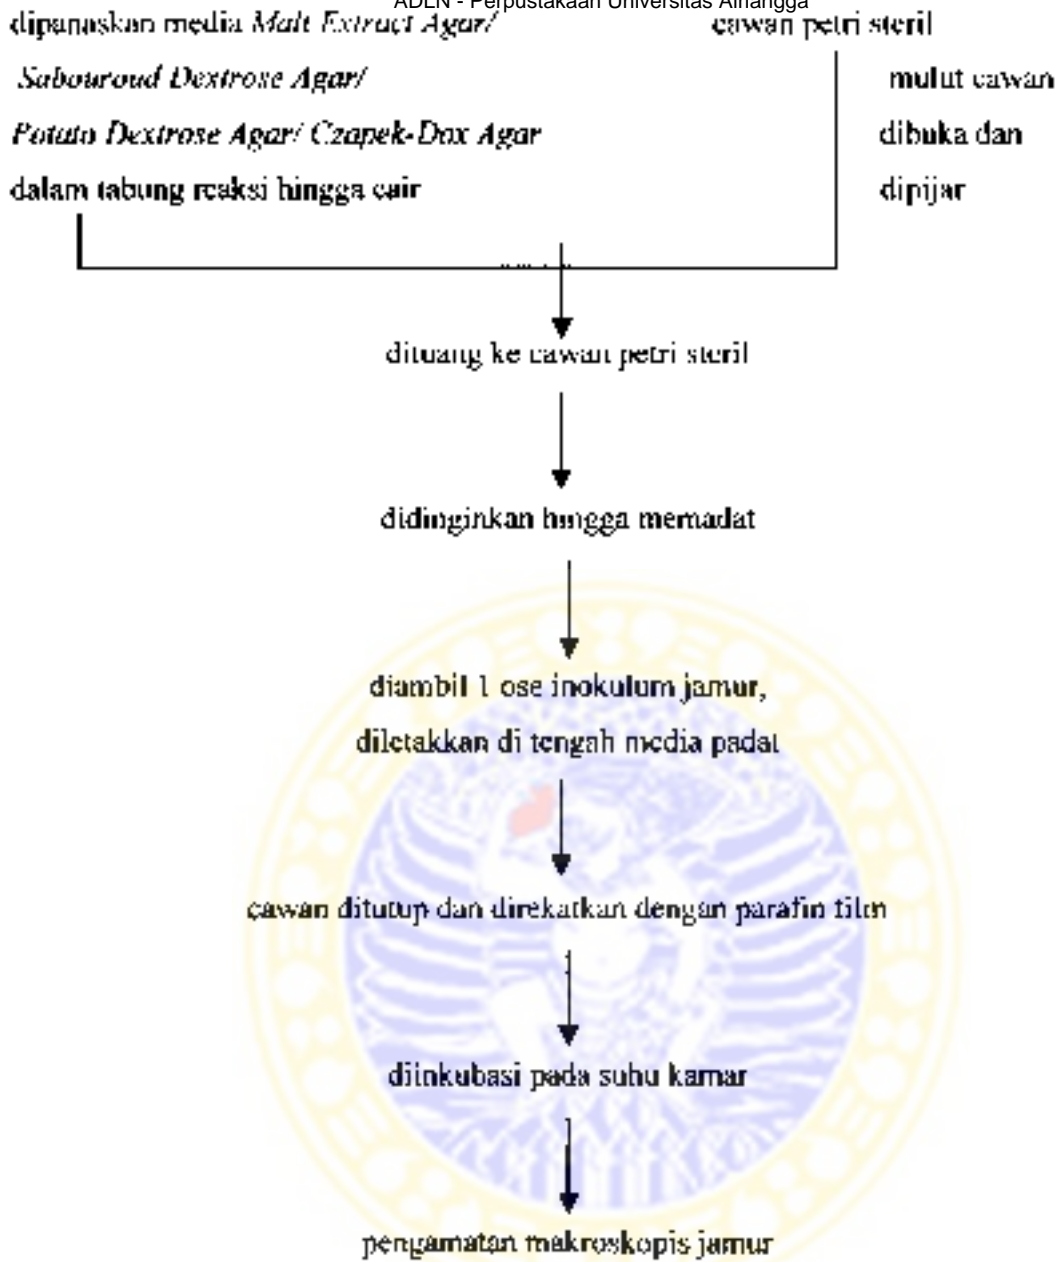 ADLN - Perpustakaan Universitas Airlangga
dipanaskan media Malt Extract Agar/
Sabouroud Dextrose Agar/
Potato Dextrose Agar/ Czapek-Dox Agar
dalam tabung reaksi hingga cair
cawan petri steril
mulut cawan
dibuka dan
dipijar
dituang ke cawan petri steril
didinginkan hingga memadat
diambil 1 ose inokulum jamur,
diletakkan di tengah media padat
cawan ditutup dan direkatkan dengan parafin film
diinkubasi pada suhu kamar
pengamatan makroskopis jamur